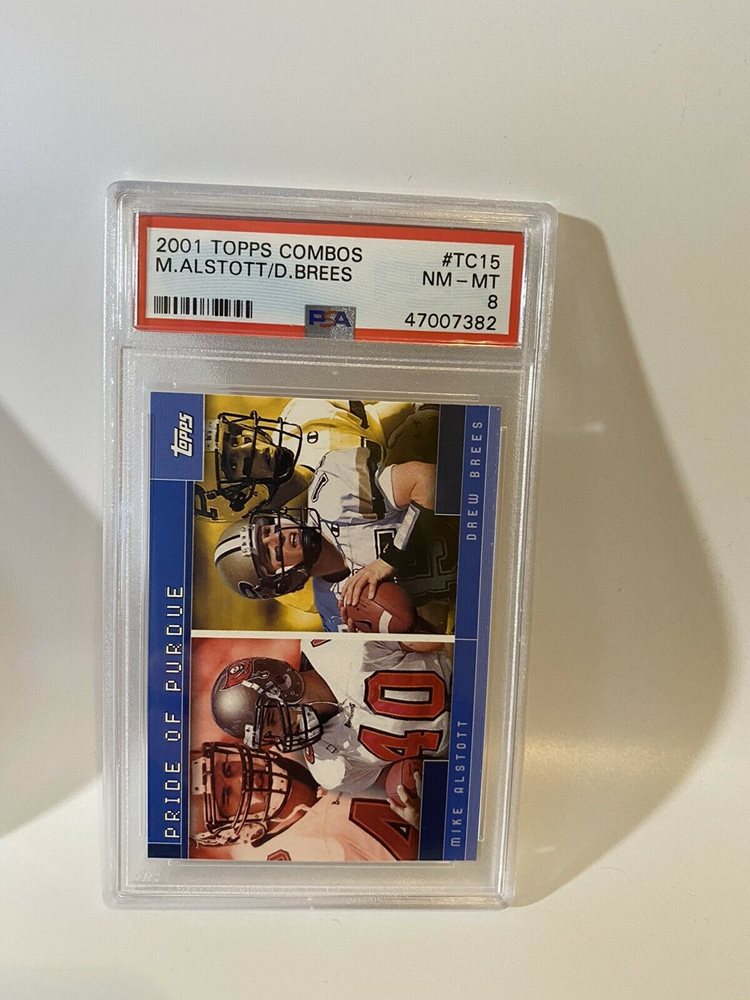 2001 TOPPS COMBOS #TC15
M.ALSTOTT/D.BREES NM-MT
8
PSA 47007382
topps
PRIDE OF PURDUE
DREW BREES
MIKE ALSTOTT
40